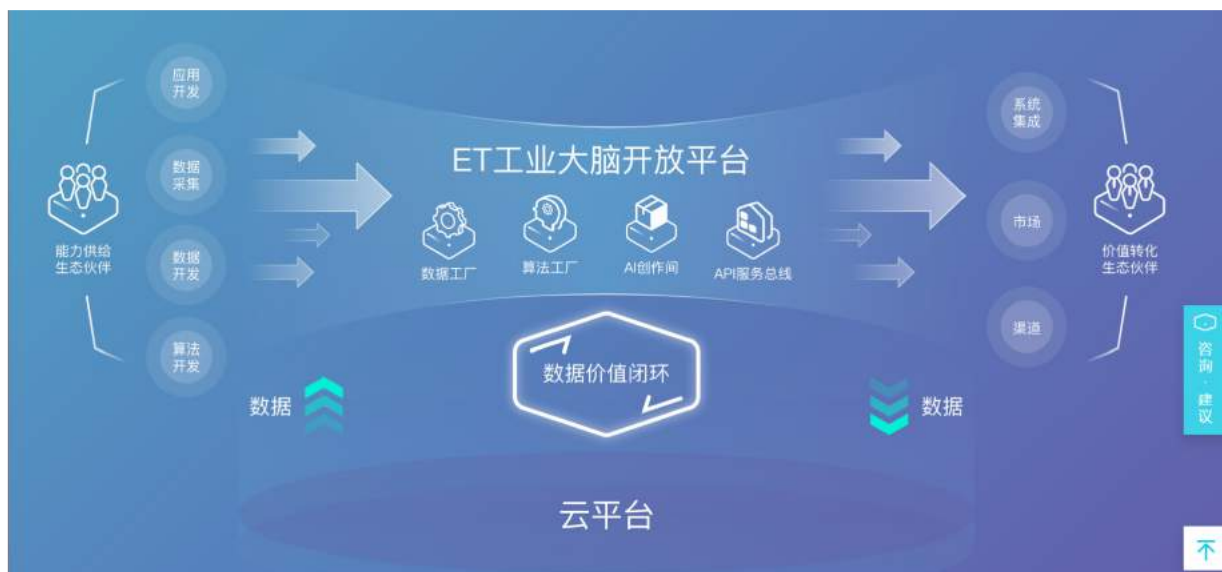 应用
开发
数据
采集
数据
开发
算法
开发
能力供给
生态伙伴
ET工业大脑开放平台
数据工厂
算法工厂
AI创作间
API服务总线
系统
集成
市场
渠道
价值转化
生态伙伴
数据价值闭环
数据
数据
云平台
咨询·建议